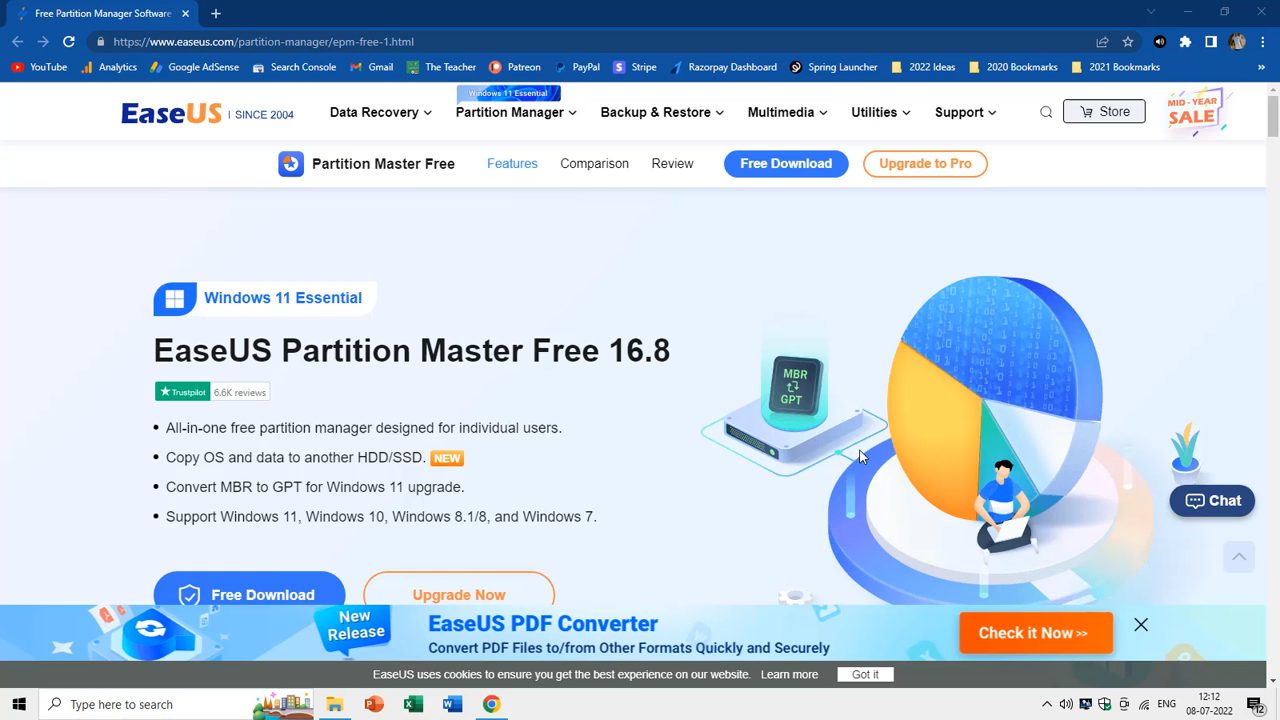 Free Partition Manager Software
https://www.easeus.com/partition-manager/epm-free-1.html
YouTube
Analytics
Google AdSense
Search Console
Gmail
The Teacher
Patreon
PayPal
Stripe
Razorpay Dashboard
Spring Launcher
2022 Ideas
2020 Bookmarks
2021 Bookmarks
»
Windows 11 Essential
EaseUS | SINCE 2004
Data Recovery
Partition Manager
Backup & Restore
Multimedia
Utilities
Support
Store
MID-YEAR
SALE
Partition Master Free
Features
Comparison
Review
Free Download
Upgrade to Pro
Windows 11 Essential
EaseUS Partition Master Free 16.8
Trustpilot 6.6K reviews
• All-in-one free partition manager designed for individual users.
• Copy OS and data to another HDD/SSD. NEW
• Convert MBR to GPT for Windows 11 upgrade.
• Support Windows 11, Windows 10, Windows 8.1/8, and Windows 7.
MBR
GPT
Chat
Free Download
Upgrade Now
New
Release
EaseUS PDF Converter
Convert PDF Files to/from Other Formats Quickly and Securely
Check it Now >>
EaseUS uses cookies to ensure you get the best experience on our website. Learn more
Got it
Type here to search
ENG
12:12
08-07-2022
12